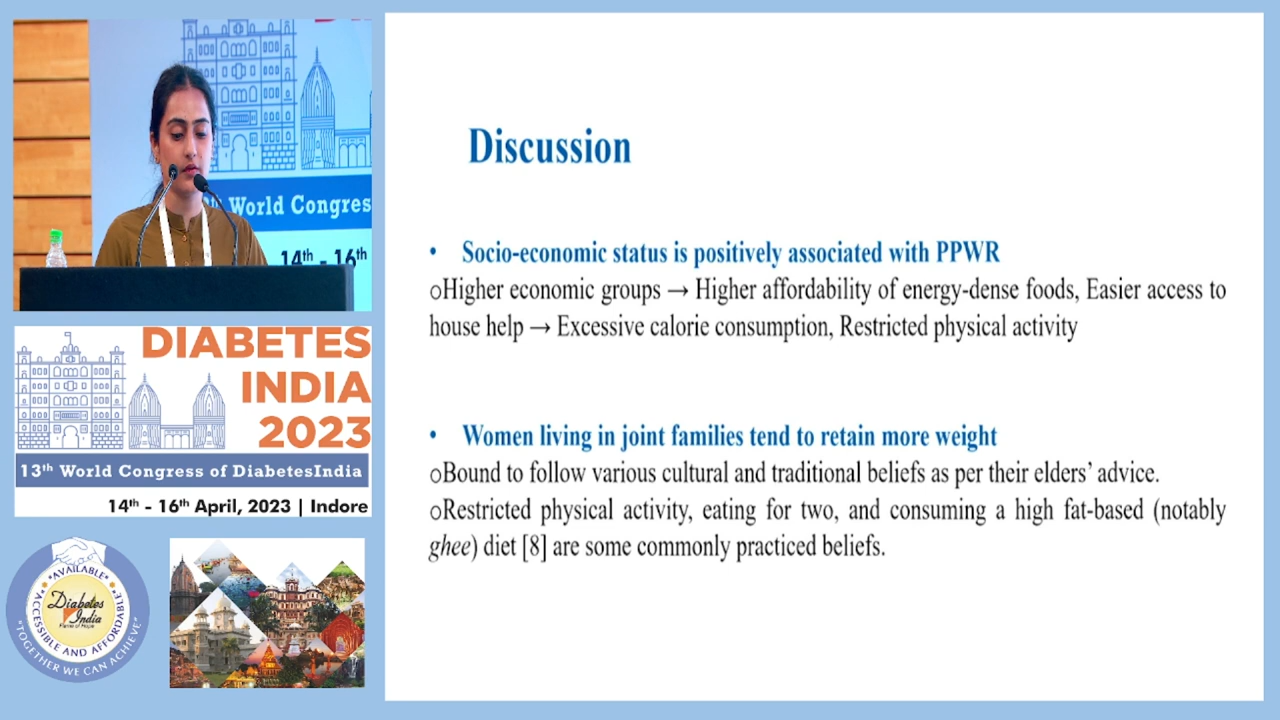 World Congres
14th - 16th
DIABETES
INDIA
2023
13th World Congress of DiabetesIndia
14th - 16th April, 2023 | Indore
*AVAILABLE*
*ACCESSIBLE AND AFFORDABLE*
"TOGETHER WE CAN ACHIEVE"
Diabetes
India
Discussion
• Socio-economic status is positively associated with PPWR
oHigher economic groups → Higher affordability of energy-dense foods, Easier access to
house help → Excessive calorie consumption, Restricted physical activity
• Women living in joint families tend to retain more weight
oBound to follow various cultural and traditional beliefs as per their elders’ advice.
oRestricted physical activity, eating for two, and consuming a high fat-based (notably
ghee) diet [8] are some commonly practiced beliefs.